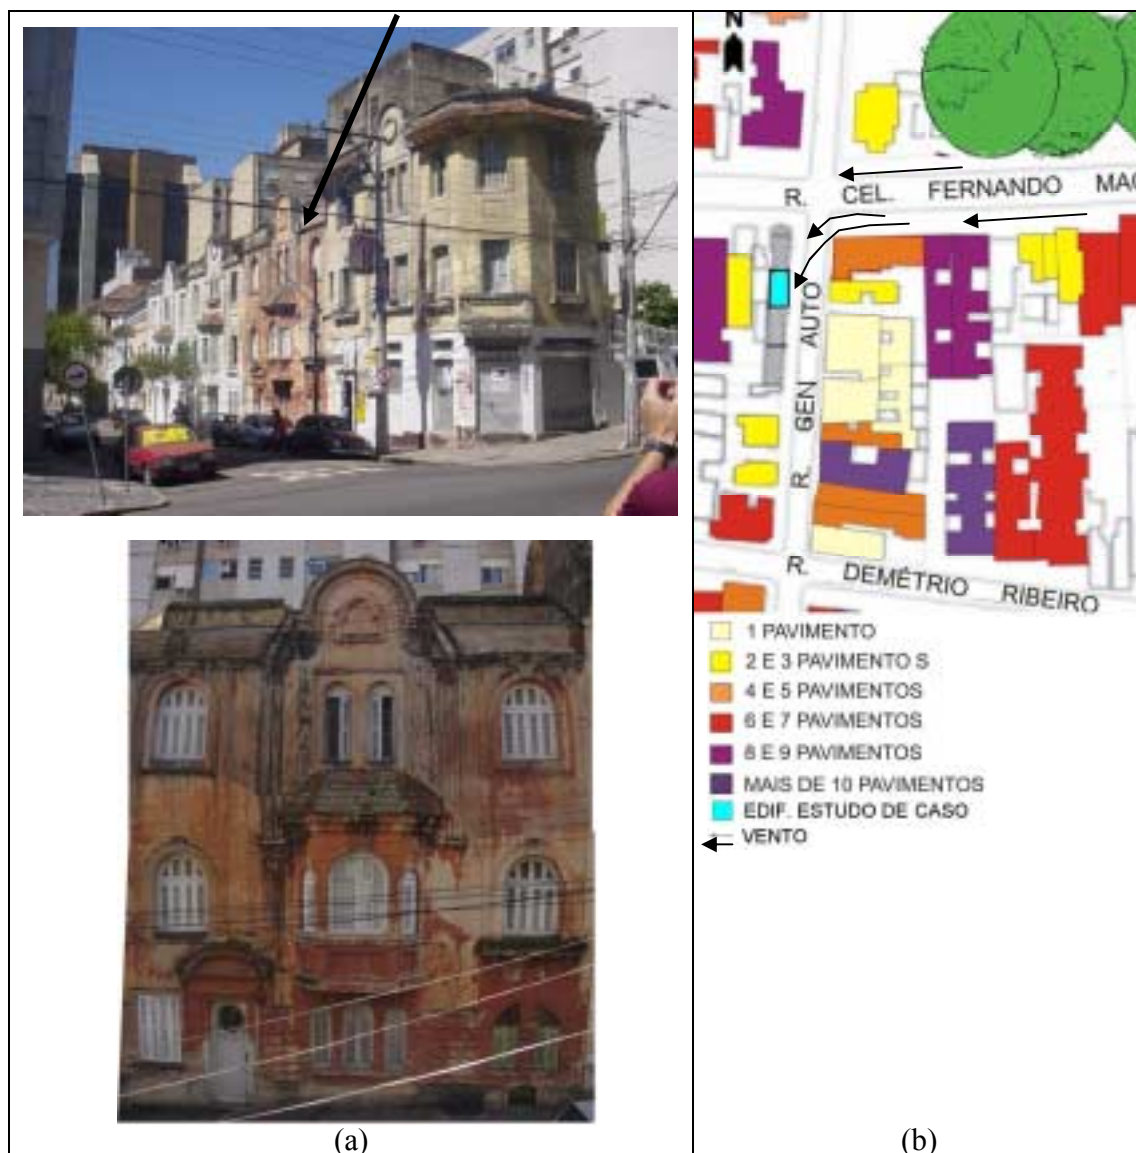 N
R. CEL. FERNANDO MAC
R. GEN AUTO
R. DEMÉTRIO RIBEIRO
1 PAVIMENTO
2 E 3 PAVIMENTO S
4 E 5 PAVIMENTOS
6 E 7 PAVIMENTOS
8 E 9 PAVIMENTOS
MAIS DE 10 PAVIMENTOS
EDIF. ESTUDO DE CASO
VENTO
(a)
(b)